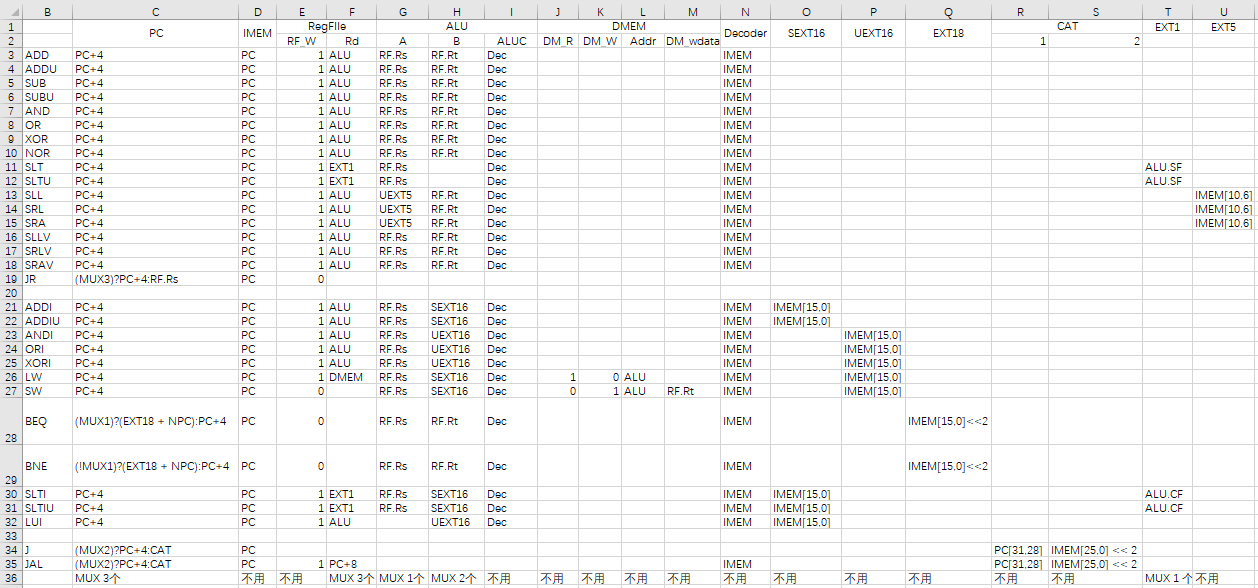 B C D E F G H I J K L M N O P Q R S T U
1 PC IMEM RegFIle ALU DMEM Decoder SEXT16 UEXT16 EXT18 CAT EXT1 EXT5
2 RF_W Rd A B ALUC DM_R DM_W Addr DM_wdata 1 2
3 ADD PC+4 PC 1 ALU RF.Rs RF.Rt Dec IMEM
4 ADDU PC+4 PC 1 ALU RF.Rs RF.Rt Dec IMEM
5 SUB PC+4 PC 1 ALU RF.Rs RF.Rt Dec IMEM
6 SUBU PC+4 PC 1 ALU RF.Rs RF.Rt Dec IMEM
7 AND PC+4 PC 1 ALU RF.Rs RF.Rt Dec IMEM
8 OR PC+4 PC 1 ALU RF.Rs RF.Rt Dec IMEM
9 XOR PC+4 PC 1 ALU RF.Rs RF.Rt Dec IMEM
10 NOR PC+4 PC 1 ALU RF.Rs RF.Rt Dec IMEM
11 SLT PC+4 PC 1 EXT1 RF.Rs Dec IMEM ALU.SF
12 SLTU PC+4 PC 1 EXT1 RF.Rs Dec IMEM ALU.SF
13 SLL PC+4 PC 1 ALU UEXT5 RF.Rt Dec IMEM IMEM[10,6]
14 SRL PC+4 PC 1 ALU UEXT5 RF.Rt Dec IMEM IMEM[10,6]
15 SRA PC+4 PC 1 ALU UEXT5 RF.Rt Dec IMEM IMEM[10,6]
16 SLLV PC+4 PC 1 ALU RF.Rs RF.Rt Dec IMEM
17 SRLV PC+4 PC 1 ALU RF.Rs RF.Rt Dec IMEM
18 SRAV PC+4 PC 1 ALU RF.Rs RF.Rt Dec IMEM
19 JR (MUX3)?PC+4:RF.Rs PC 0
20
21 ADDI PC+4 PC 1 ALU RF.Rs SEXT16 Dec IMEM IMEM[15,0]
22 ADDIU PC+4 PC 1 ALU RF.Rs SEXT16 Dec IMEM IMEM[15,0]
23 ANDI PC+4 PC 1 ALU RF.Rs UEXT16 Dec IMEM IMEM[15,0]
24 ORI PC+4 PC 1 ALU RF.Rs UEXT16 Dec IMEM IMEM[15,0]
25 XORI PC+4 PC 1 ALU RF.Rs UEXT16 Dec IMEM IMEM[15,0]
26 LW PC+4 PC 1 DMEM RF.Rs SEXT16 Dec 1 0 ALU IMEM IMEM[15,0]
27 SW PC+4 PC 0 RF.Rs SEXT16 Dec 0 1 ALU RF.Rt IMEM IMEM[15,0]
28 BEQ (MUX1)?(EXT18 + NPC):PC+4 PC 0 RF.Rs RF.Rt Dec IMEM IMEM[15,0]<<2
29 BNE (!MUX1)?(EXT18 + NPC):PC+4 PC 0 RF.Rs RF.Rt Dec IMEM IMEM[15,0]<<2
30 SLTI PC+4 PC 1 EXT1 RF.Rs SEXT16 Dec IMEM IMEM[15,0] ALU.CF
31 SLTIU PC+4 PC 1 EXT1 RF.Rs SEXT16 Dec IMEM IMEM[15,0] ALU.CF
32 LUI PC+4 PC 1 ALU UEXT16 Dec IMEM IMEM[15,0]
33
34 J (MUX2)?PC+4:CAT PC PC[31,28] IMEM[25,0] << 2
35 JAL (MUX2)?PC+4:CAT PC 1 PC+8 IMEM PC[31,28] IMEM[25,0] << 2
36 MUX 3个 不用 不用 MUX 3个 MUX 1个 MUX 2个 不用 不用 不用 不用 不用 不用 不用 不用 不用 不用 不用 MUX 1个 不用